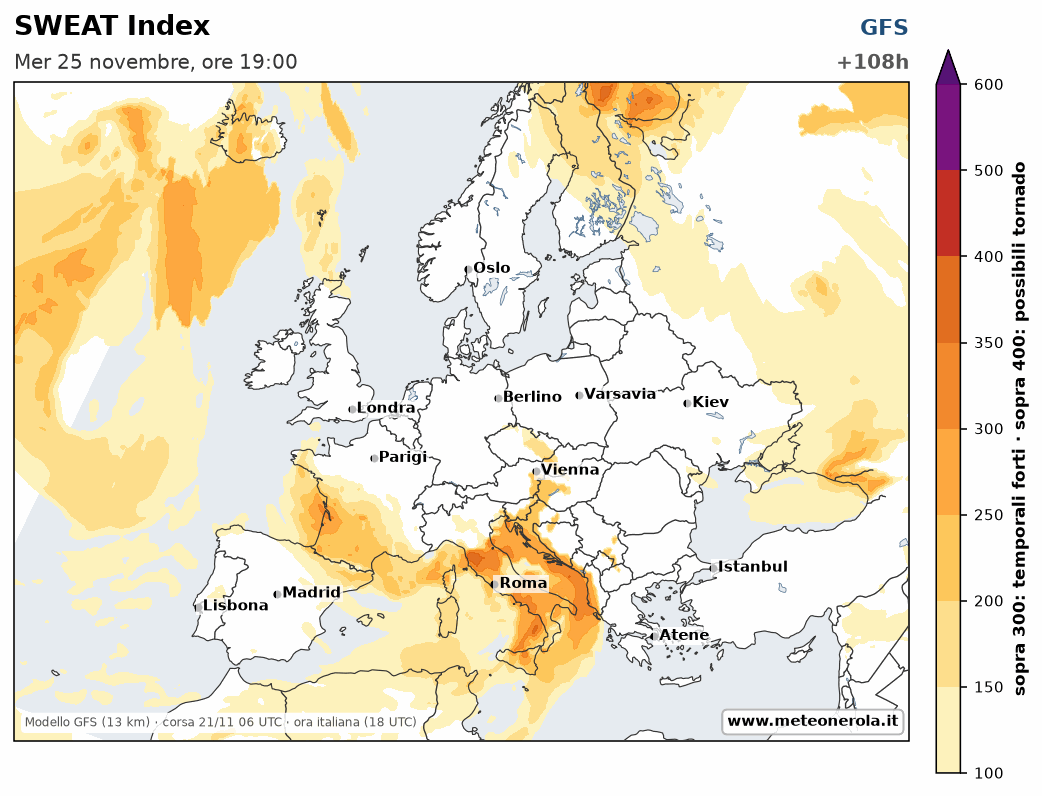 SWEAT Index
GFS
Mer 25 novembre, ore 19:00
+108h
600
500
400
350
300
250
200
150
100
sopra 300: temporali forti · sopra 400: possibili tornado
Oslo
Londra
Berlino
Varsavia
Kiev
Parigi
Vienna
Istanbul
Roma
Madrid
Lisbona
Atene
Modello GFS (13 km) · corsa 21/11 06 UTC · ora italiana (18 UTC)
www.meteonerola.it